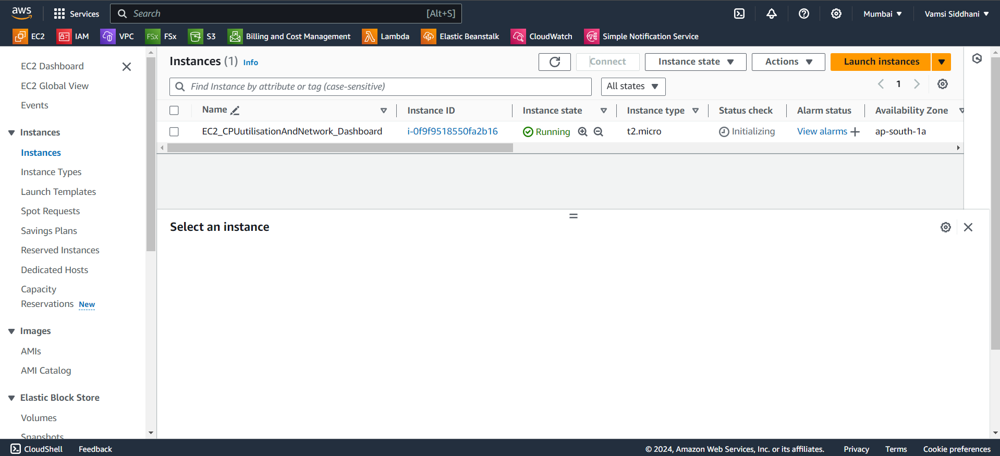 aws Services Search [Alt+S] Mumbai Vamsi Siddhani
EC2 IAM VPC FSx FSx S3 Billing and Cost Management Lambda Elastic Beanstalk CloudWatch Simple Notification Service
EC2 Dashboard
EC2 Global View
Events
Instances
Instances
Instance Types
Launch Templates
Spot Requests
Savings Plans
Reserved Instances
Dedicated Hosts
Capacity
Reservations New
Images
AMIs
AMI Catalog
Elastic Block Store
Volumes
Snapshots
Instances (1) Info Connect Instance state Actions Launch instances
Find Instance by attribute or tag (case-sensitive) All states 1
Name Instance ID Instance state Instance type Status check Alarm status Availability Zone
EC2_CPUutilisationAndNetwork_Dashboard i-0f9f9518550fa2b16 Running t2.micro Initializing View alarms ap-south-1a
Select an instance
CloudShell Feedback © 2024, Amazon Web Services, Inc. or its affiliates. Privacy Terms Cookie preferences